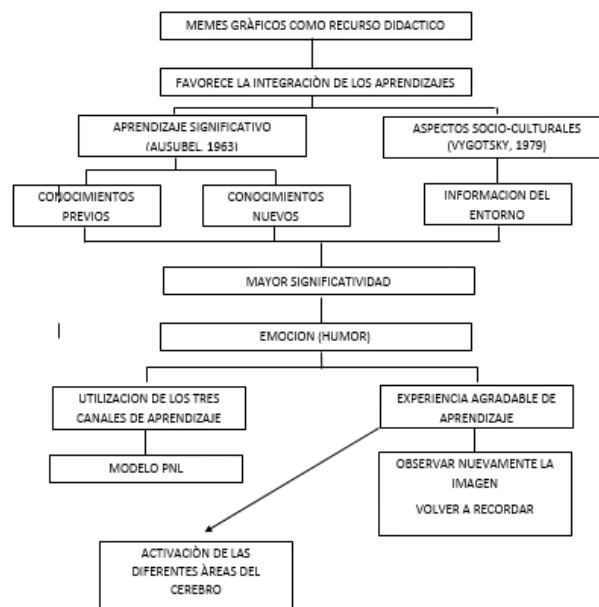 MEMES GRÀFICOS COMO RECURSO DIDACTICO
FAVORECE LA INTEGRACIÒN DE LOS APRENDIZAJES
APRENDIZAJE SIGNIFICATIVO
(AUSUBEL, 1963)
ASPECTOS SOCIO-CULTURALES
(VYGOTSKY, 1979)
CONOCIMIENTOS
PREVIOS
CONOCIMIENTOS
NUEVOS
INFORMACION DEL
ENTORNO
MAYOR SIGNIFICATIVIDAD
EMOCION (HUMOR)
UTILIZACION DE LOS TRES
CANALES DE APRENDIZAJE
EXPERIENCIA AGRADABLE DE
APRENDIZAJE
MODELO PNL
OBSERVAR NUEVAMENTE LA
IMAGEN
VOLVER A RECORDAR
ACTIVACIÒN DE LAS
DIFERENTES ÀREAS DEL
CEREBRO